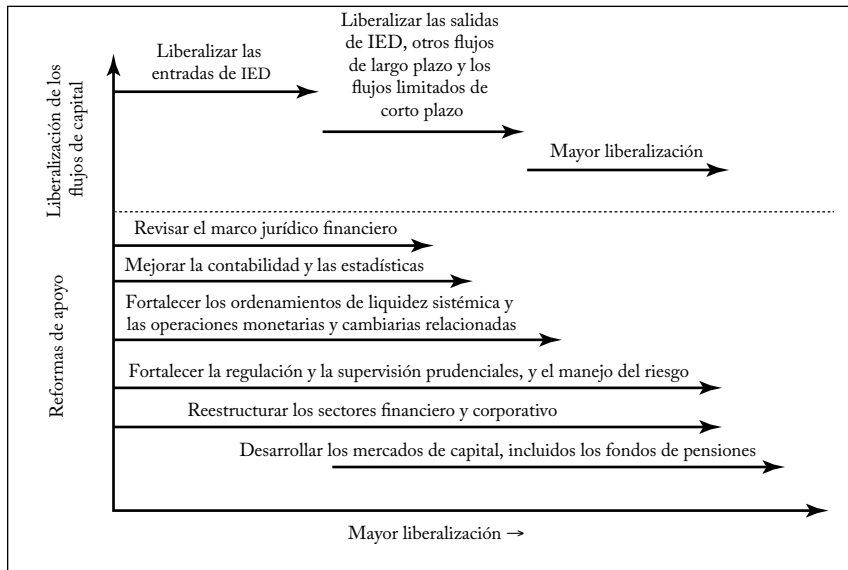 Liberalización de los
flujos de capital
Liberalizar las
entradas de IED
Liberalizar las salidas
de IED, otros flujos
de largo plazo y los
flujos limitados de
corto plazo
Mayor liberalización
Reformas de apoyo
Revisar el marco jurídico financiero
Mejorar la contabilidad y las estadísticas
Fortalecer los ordenamientos de liquidez sistémica y
las operaciones monetarias y cambiarias relacionadas
Fortalecer la regulación y la supervisión prudenciales, y el manejo del riesgo
Reestructurar los sectores financiero y corporativo
Desarrollar los mercados de capital, incluidos los fondos de pensiones
Mayor liberalización →